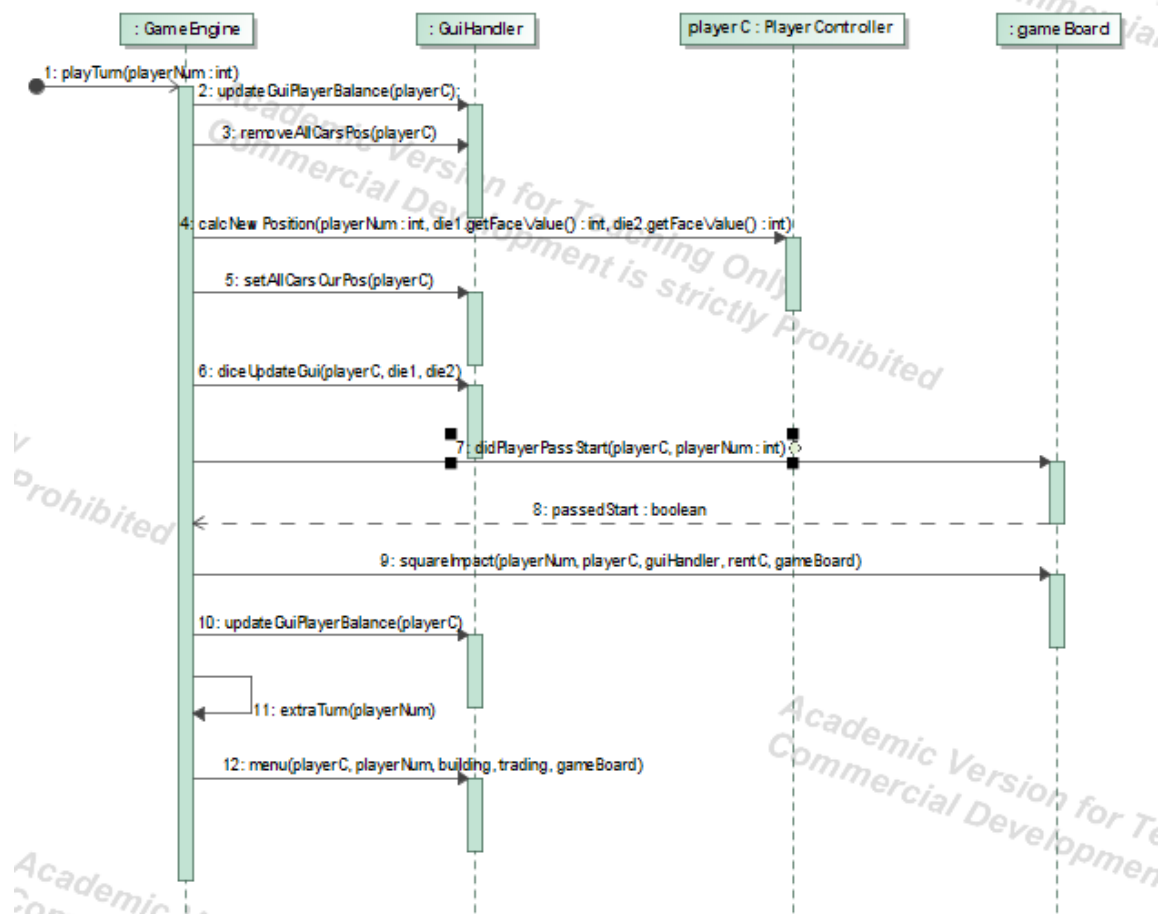 : GameEngine
: GuiHandler
playerC : PlayerController
: gameBoard
1: playTurn(playerNum : int)
2: updateGuiPlayerBalance(playerC);
3: removeAllCarsPos(playerC)
4: calcNewPosition(playerNum : int, die1.getFaceValue() : int, die2.getFaceValue() : int)
5: setAllCarsCurPos(playerC)
6: diceUpdateGui(playerC, die1, die2)
7: didPlayerPassStart(playerC, playerNum : int)
8: passedStart : boolean
9: squareImpact(playerNum, playerC, guiHandler, rentC, gameBoard)
10: updateGuiPlayerBalance(playerC)
11: extraTurn(playerNum)
12: menu(playerC, playerNum, building, trading, gameBoard)
Academic Version for Teaching Only
Commercial Development is strictly Prohibited
Prohibited
Academic Version for Te
Commercial Developmen
Academic